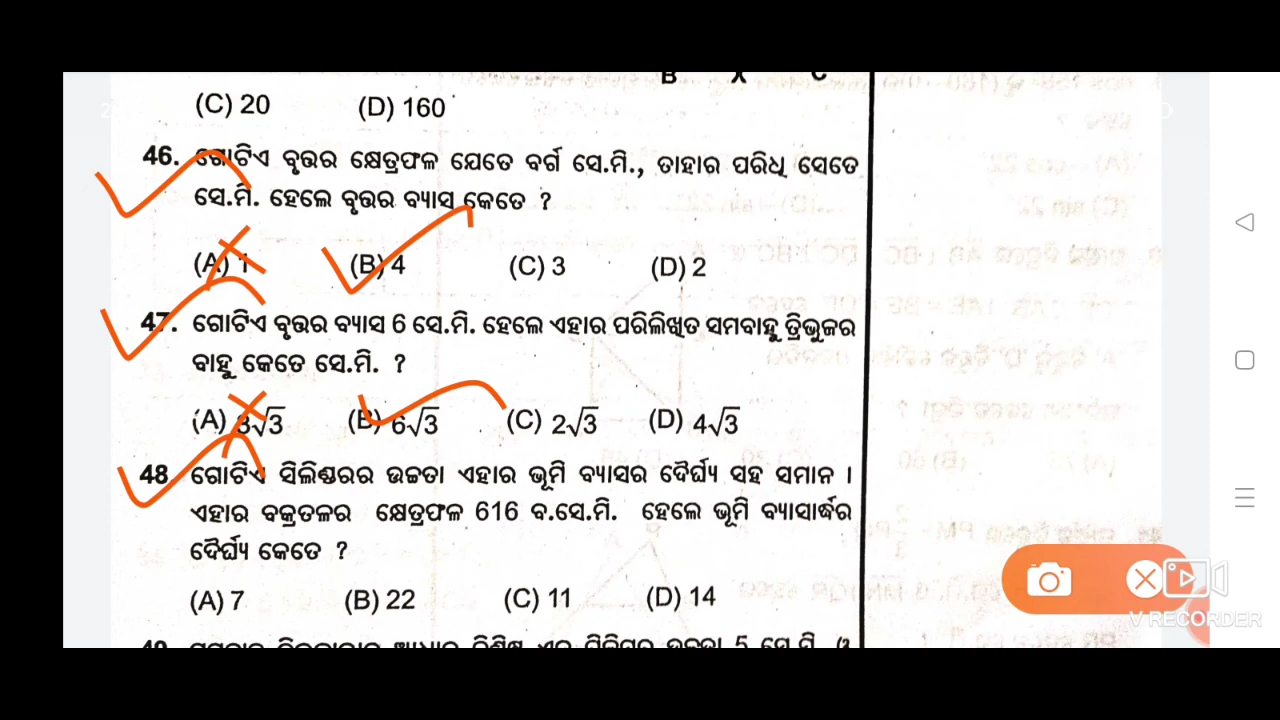 B X C
(C) 20 (D) 160
46. ଗୋଟିଏ ବୃତ୍ତର କ୍ଷେତ୍ରଫଳ ଯେତେ ବର୍ଗ ସେ.ମି., ତାହାର ପରିଧି ସେତେ
ସେ.ମି. ହେଲେ ବୃତ୍ତର ବ୍ୟାସ କେତେ ?
(A) 1 (B) 4 (C) 3 (D) 2
47. ଗୋଟିଏ ବୃତ୍ତର ବ୍ୟାସ 6 ସେ.ମି. ହେଲେ ଏହାର ପରିଲିଖିତ ସମବାହୁ ତ୍ରିଭୁଜର
ବାହୁ କେତେ ସେ.ମି. ?
(A) 3√3 (B) 6√3 (C) 2√3 (D) 4√3
48 ଗୋଟିଏ ସିଲିଣ୍ଡରର ଉଚ୍ଚତା ଏହାର ଭୂମି ବ୍ୟାସର ଦୈର୍ଘ୍ୟ ସହ ସମାନ ।
ଏହାର ବକ୍ରତଳର କ୍ଷେତ୍ରଫଳ 616 ବ.ସେ.ମି. ହେଲେ ଭୂମି ବ୍ୟାସାର୍ଦ୍ଧର
ଦୈର୍ଘ୍ୟ କେତେ ?
(A) 7 (B) 22 (C) 11 (D) 14
V RECORDER